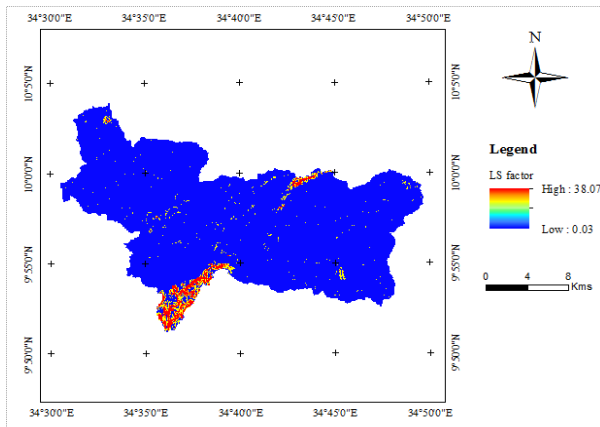 34°30'0"E 34°35'0"E 34°40'0"E 34°45'0"E 34°50'0"E
10°5'0"N 10°5'0"N
10°0'0"N 10°0'0"N
9°55'0"N 9°55'0"N
9°50'0"N 9°50'0"N
34°30'0"E 34°35'0"E 34°40'0"E 34°45'0"E 34°50'0"E
N
Legend
LS factor
High : 38.07
Low : 0.03
0 4 8
Kms